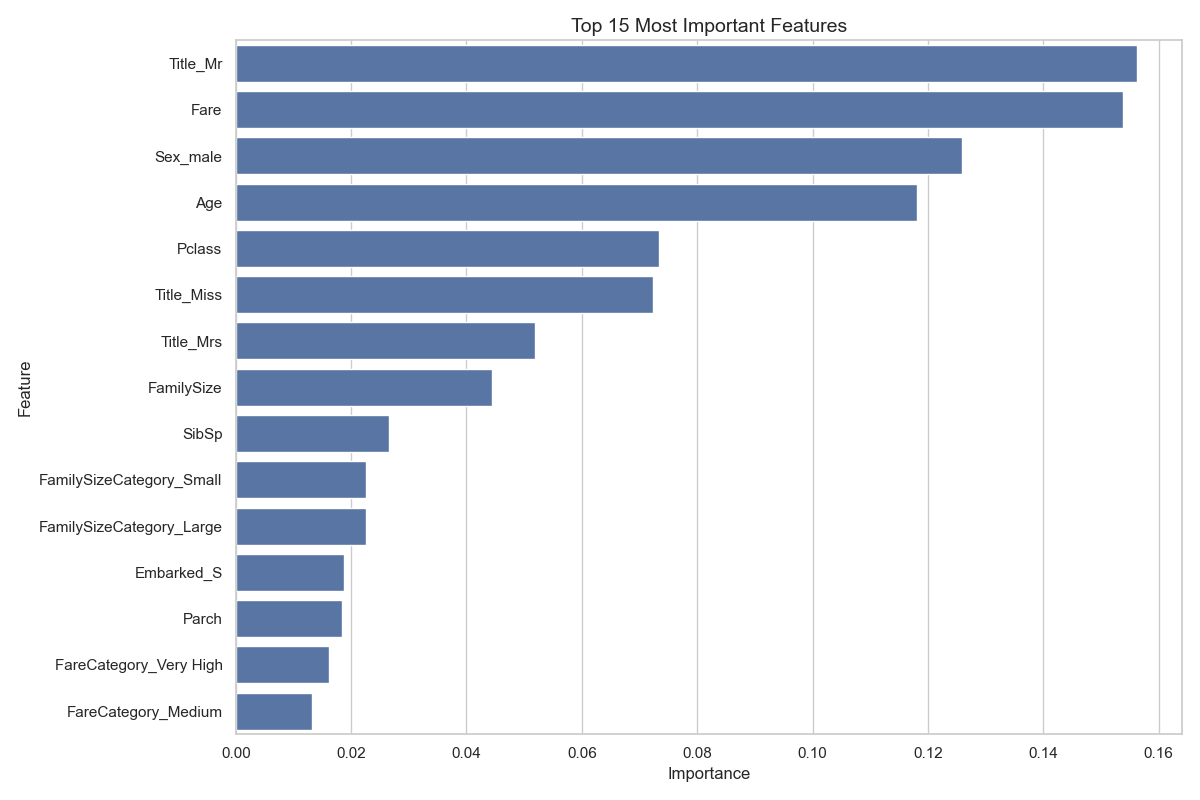 Top 15 Most Important Features
Title_Mr
Fare
Sex_male
Age
Pclass
Title_Miss
Title_Mrs
FamilySize
SibSp
FamilySizeCategory_Small
FamilySizeCategory_Large
Embarked_S
Parch
FareCategory_Very High
FareCategory_Medium
Feature
0.00 0.02 0.04 0.06 0.08 0.10 0.12 0.14 0.16
Importance